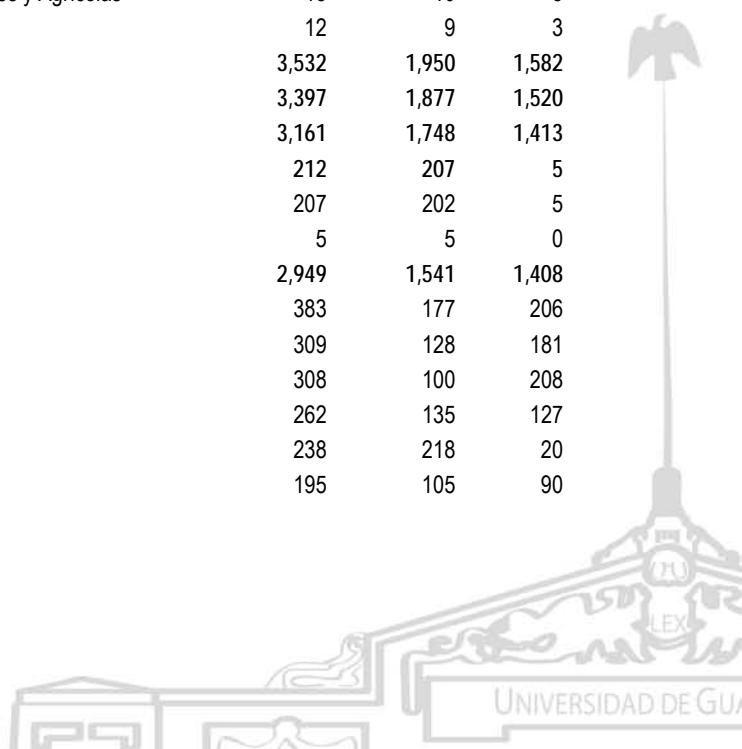 y Agrícolas
12 9 3
3,532 1,950 1,582
3,397 1,877 1,520
3,161 1,748 1,413
212 207 5
207 202 5
5 5 0
2,949 1,541 1,408
383 177 206
309 128 181
308 100 208
262 135 127
238 218 20
195 105 90
LEX
UNIVERSIDAD DE